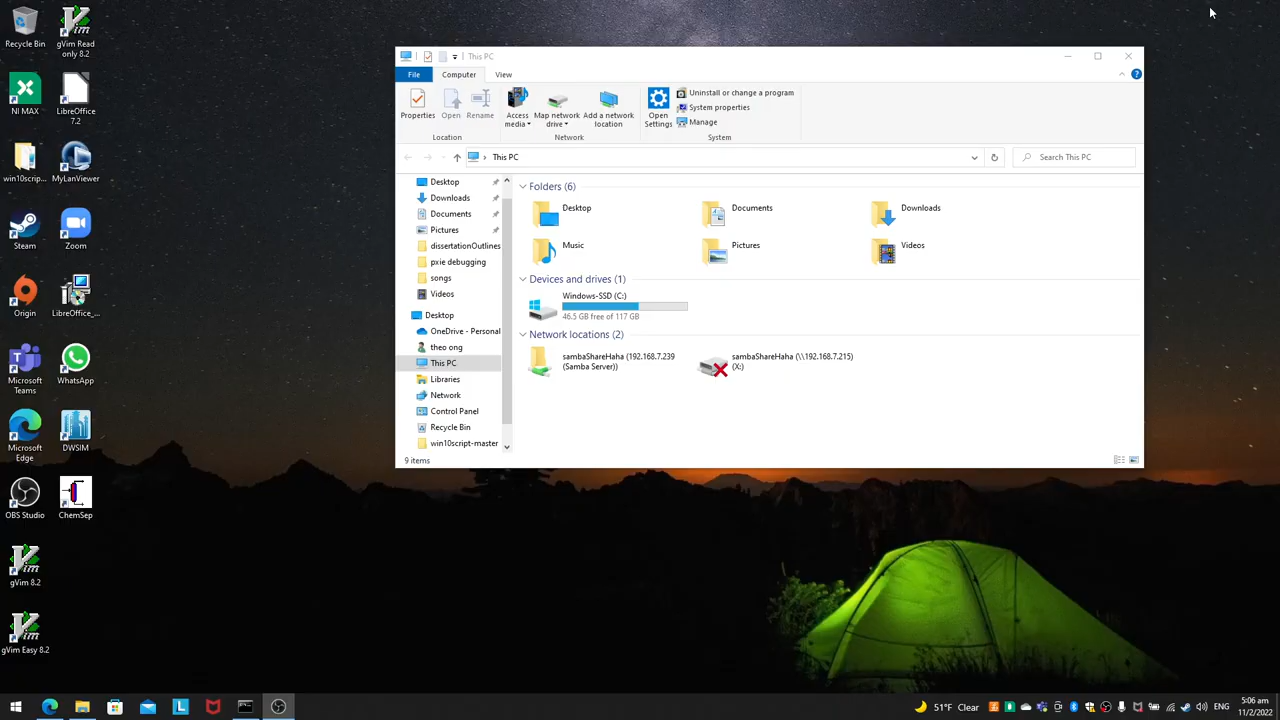 Recycle Bin
gVim Read
only 8.2
NI MAX
LibreOffice
7.2
win10scrip...
MyLanViewer
Steam
Zoom
Origin
LibreOffice_...
Microsoft
Teams
WhatsApp
Microsoft
Edge
DWSIM
OBS Studio
ChemSep
gVim 8.2
gVim Easy 8.2
This PC
File
Computer
View
Properties
Open
Rename
Location
Access
media
Map network
drive
Add a network
location
Network
Open
Settings
Uninstall or change a program
System properties
Manage
System
This PC
Search This PC
Desktop
Downloads
Documents
Pictures
dissertationOutlines
pxie debugging
songs
Videos
Desktop
OneDrive - Personal
theo ong
This PC
Libraries
Network
Control Panel
Recycle Bin
win10script-master
Folders (6)
Desktop
Documents
Downloads
Music
Pictures
Videos
Devices and drives (1)
Windows-SSD (C:)
46.5 GB free of 117 GB
Network locations (2)
sambaShareHaha (192.168.7.239
(Samba Server))
sambaShareHaha (\\192.168.7.215)
(X:)
9 items
51°F Clear
ENG
5:06 am
11/2/2022